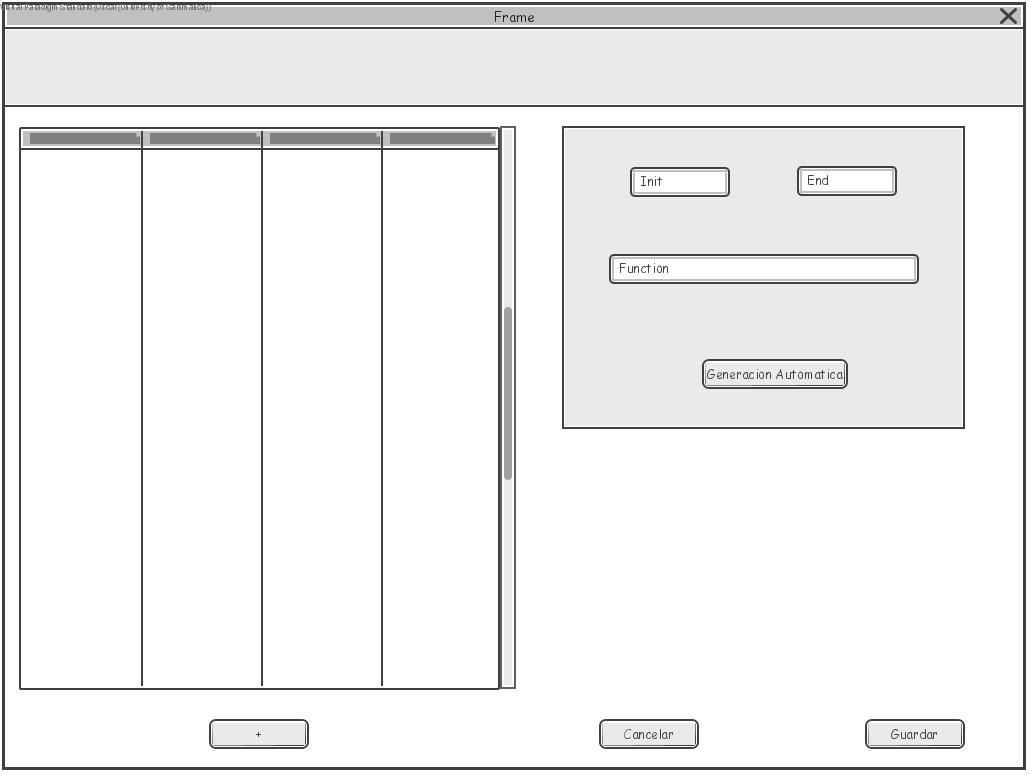 Visual Paradigm Standard(Oscar(University of Salamanca))
Frame
Init
End
Function
Generacion Automatica
+
Cancelar
Guardar